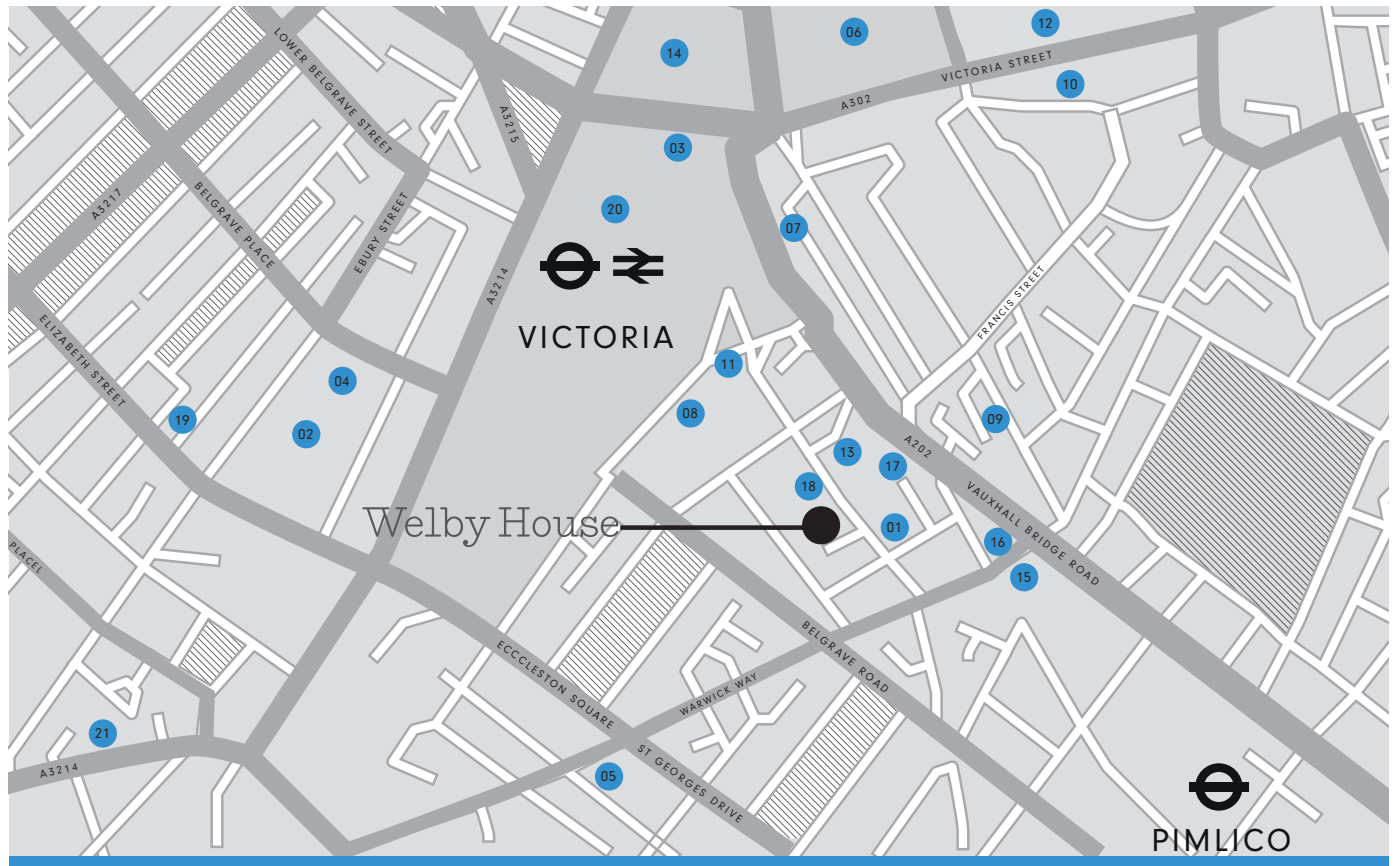 12
06
14
LOWER BELGRAVE STREET
VICTORIA STREET
10
A302
A3215
03
A3217
BELGRAVE PLACE
20
EBURY STREET
07
A3214
FRANCIS STREET
VICTORIA
ELIZABETH STREET
11
04
08
19
09
02
A202
13
17
18
VAUXHALL BRIDGE ROAD
Welby House
01
16
PLACEL
15
ECCCLESTON SQUARE
BELGRAVE ROAD
WARWICK WAY
21
A3214
05
ST GEORGES DRIVE
PIMLICO